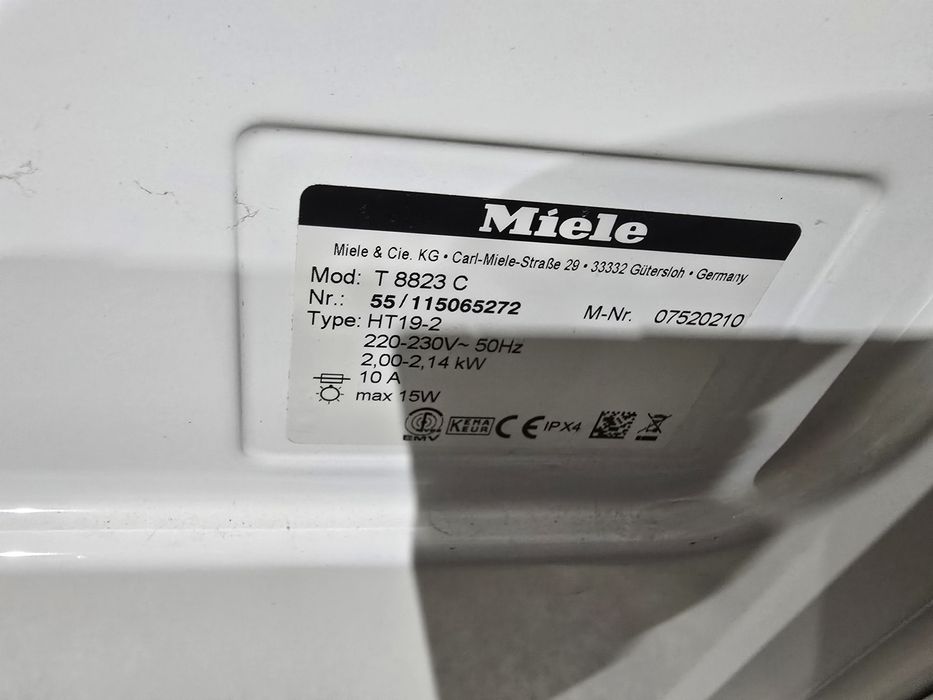 Miele
Miele & Cie. KG • Carl-Miele-Straße 29 • 33332 Gütersloh • Germany
Mod: T 8823 C
Nr.: 55/115065272 M-Nr. 07520210
Type: HT19-2
220-230V~ 50Hz
2,00-2,14 kW
10 A
max 15W
EMV KEMA KEUR CE IPX4